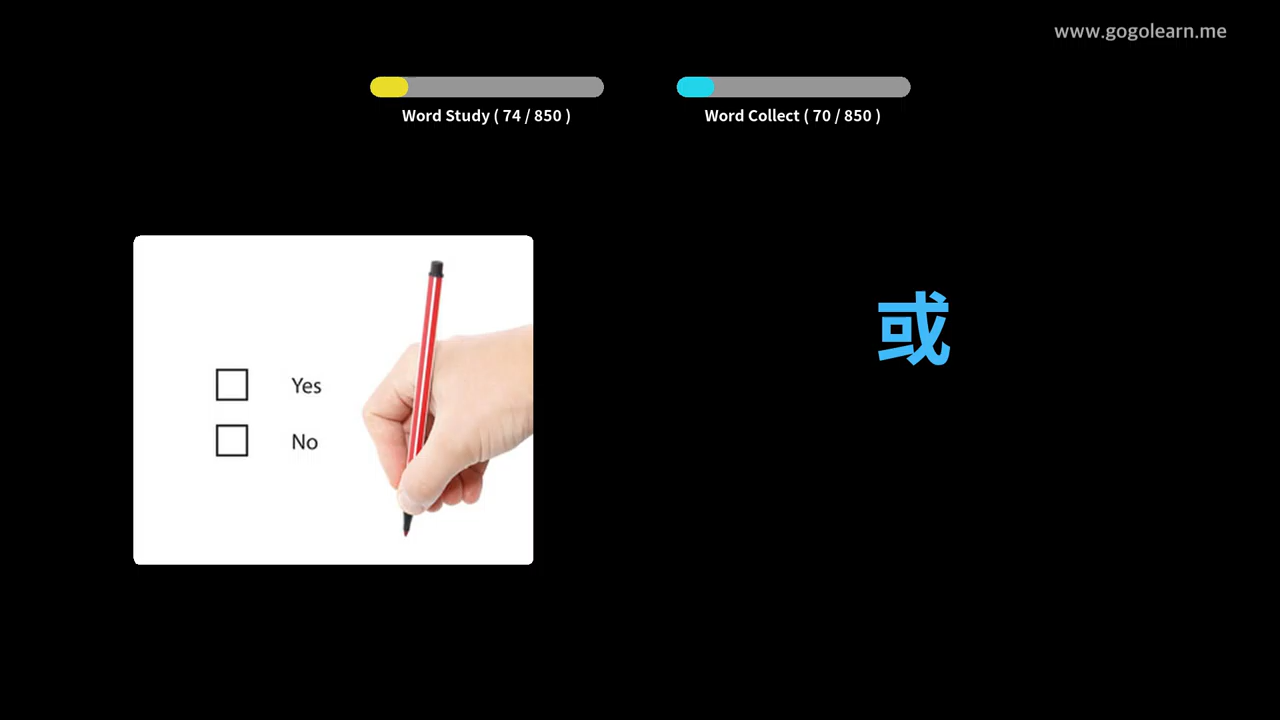 www.gogolearn.me
Word Study ( 74 / 850 )
Word Collect ( 70 / 850 )
Yes
No
或